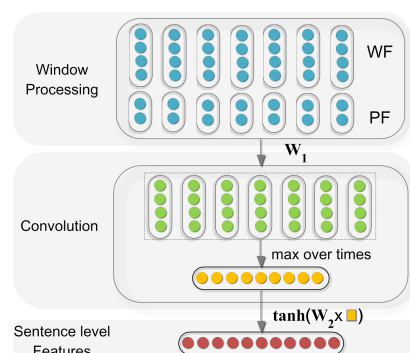 WF
Window
Processing
PF
W1
Convolution
max over times
tanh(W2x )
Sentence level
Features